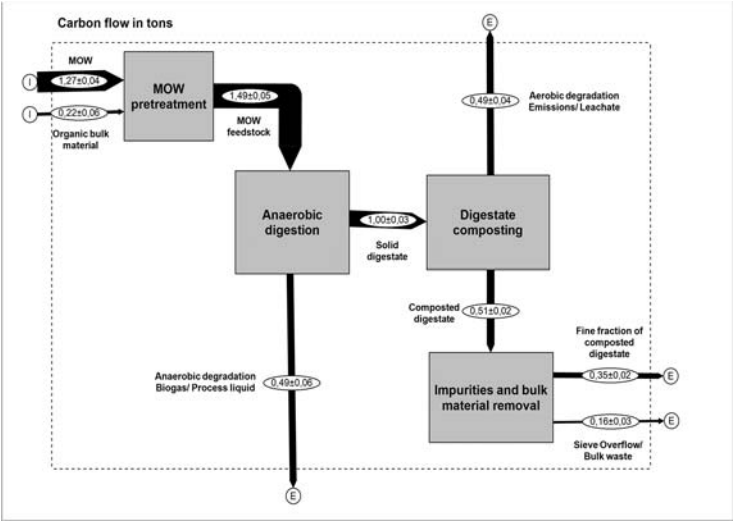 Carbon flow in tons
E
MOW
I
1,27±0,04
MOW
pretreatment
1,49±0,05
MOW
feedstock
I
0,22±0,06
Organic bulk
material
0,49±0,04
Aerobic degradation
Emissions/ Leachate
Anaerobic
digestion
1,00±0,03
Solid
digestate
Digestate
composting
Composted
digestate
0,51±0,02
Anaerobic degradation
Biogas/ Process liquid
0,49±0,06
Impurities and bulk
material removal
Fine fraction of
composted
digestate
0,35±0,02
E
0,16±0,03
E
Sieve Overflow/
Bulk waste
E